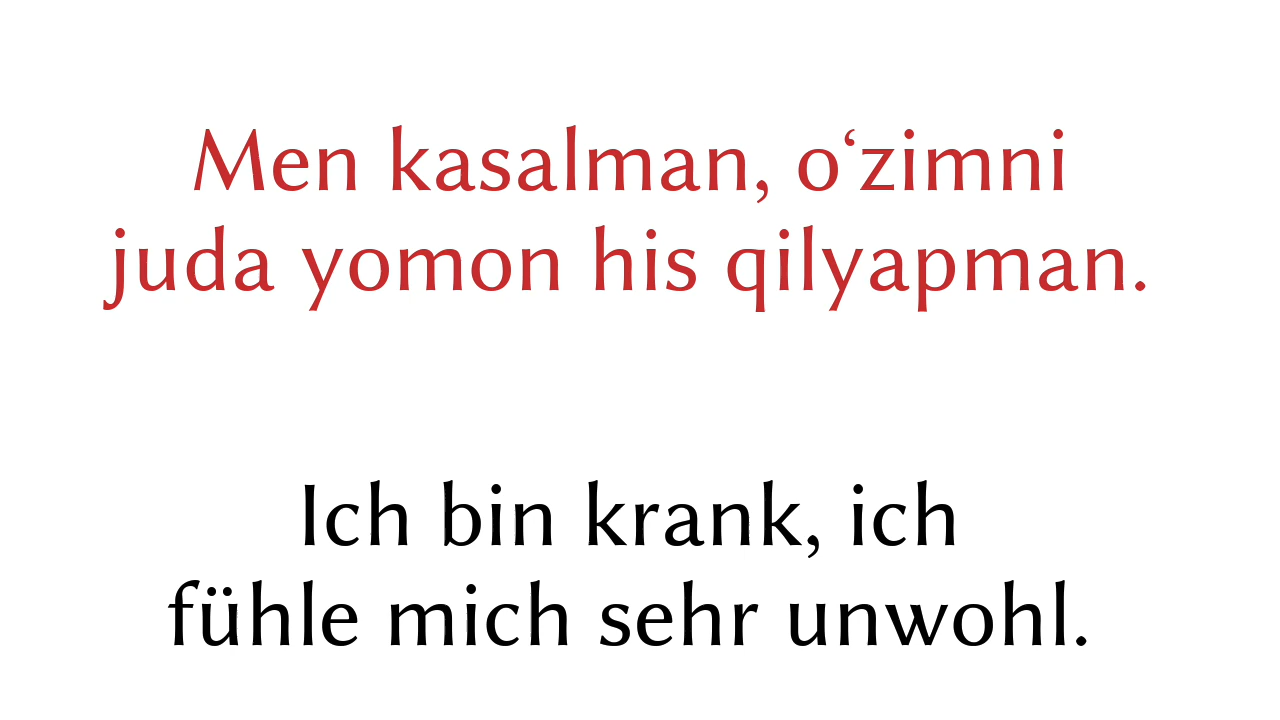 Men kasalman, o‘zimni
juda yomon his qilyapman.
Ich bin krank, ich
fühle mich sehr unwohl.